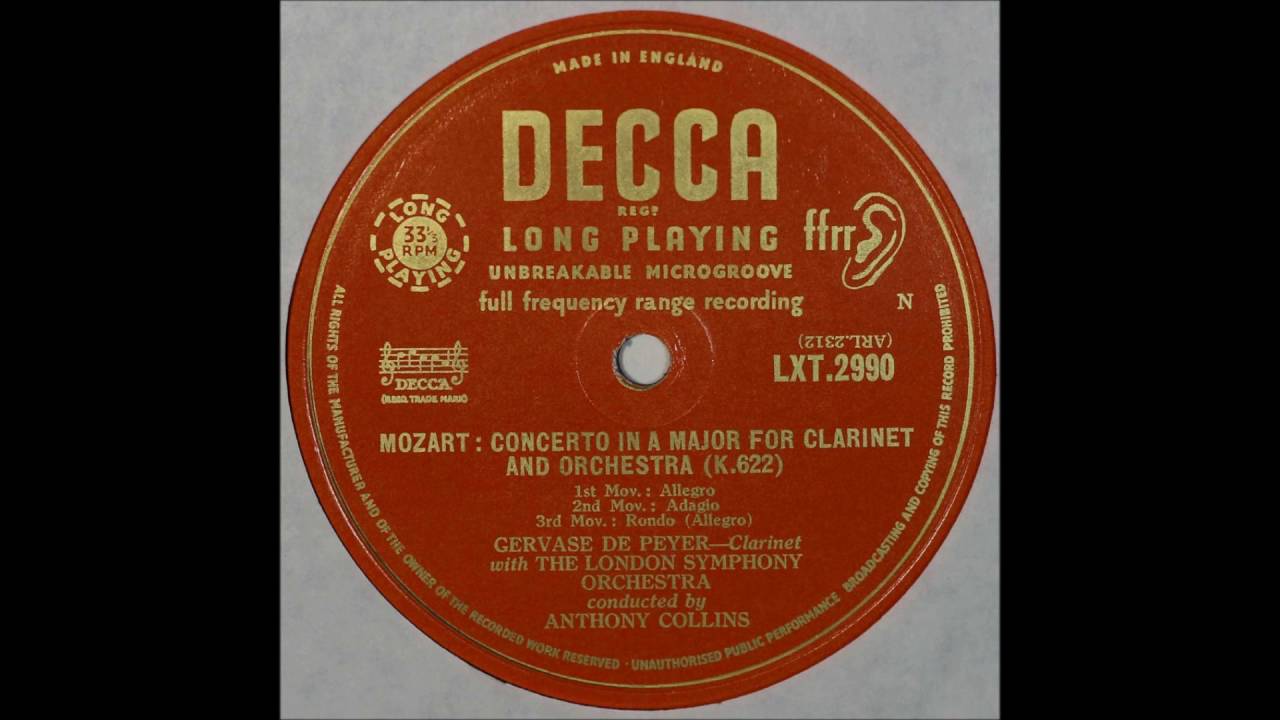 MADE IN ENGLAND
DECCA
REGD
LONG PLAYING
UNBREAKABLE MICROGROOVE
full frequency range recording
LONG
33⅓
RPM
PLAYING
ffrr
N
DECCA
(REGD. TRADE MARK)
(ARL.2312)
LXT.2990
MOZART : CONCERTO IN A MAJOR FOR CLARINET
AND ORCHESTRA (K.622)
1st Mov. : Allegro
2nd Mov. : Adagio
3rd Mov. : Rondo (Allegro)
GERVASE DE PEYER—Clarinet
with THE LONDON SYMPHONY
ORCHESTRA
conducted by
ANTHONY COLLINS
ALL RIGHTS OF THE MANUFACTURER AND OF THE OWNER OF THE RECORDED WORK RESERVED · UNAUTHORISED PUBLIC PERFORMANCE BROADCASTING AND COPYING OF THIS RECORD PROHIBITED